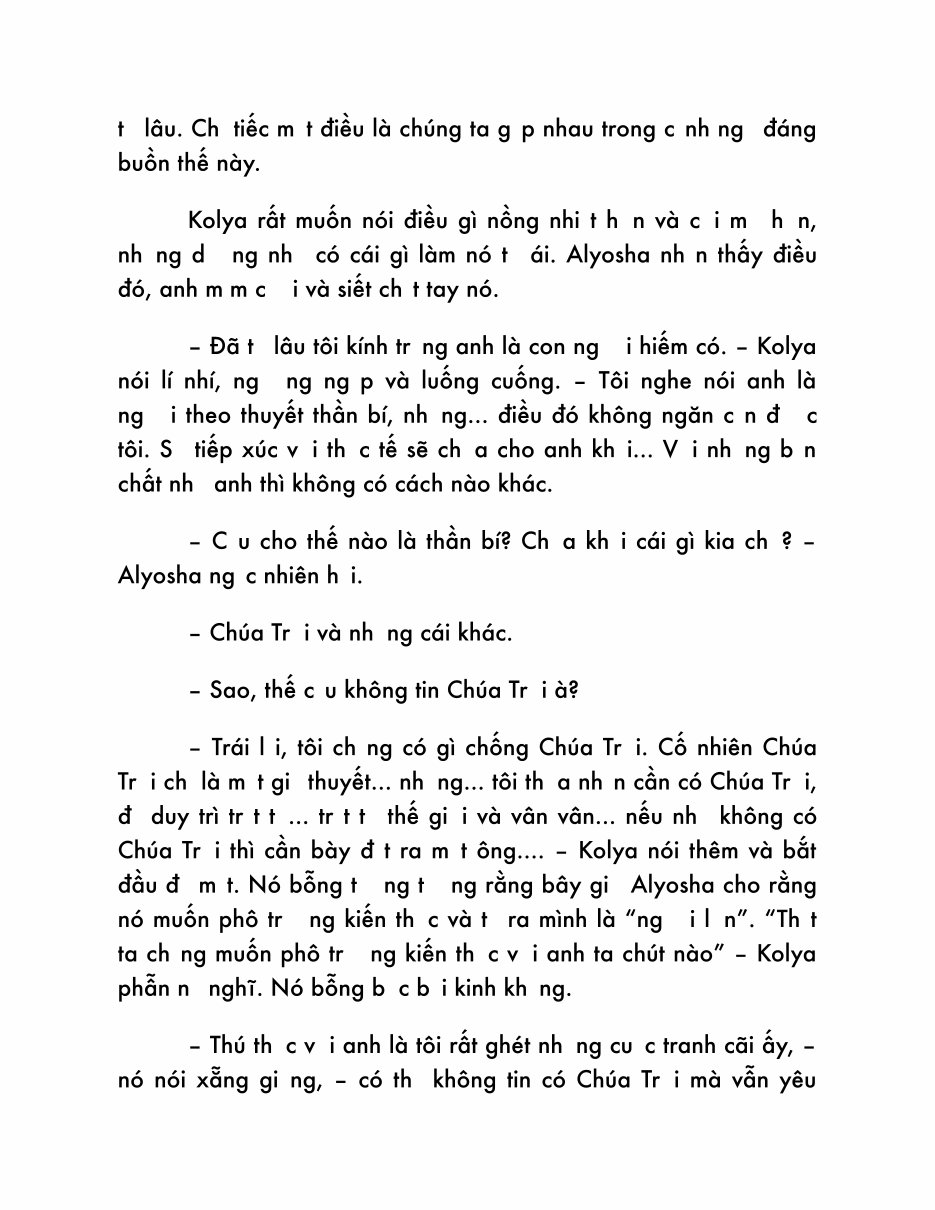 t lâu. Ch tiếc m t điều là chúng ta g p nhau trong c nh ng đáng
buồn thế này.
Kolya rất muốn nói điều gì nồng nhi t h n và c i m h n,
nh ng d ng nh có cái gì làm nó t ái. Alyosha nh n thấy điều
đó, anh m m c i và siết ch t tay nó.
– Đã t lâu tôi kính tr ng anh là con ng i hiếm có. – Kolya
nói lí nhí, ng ng ng p và luống cuống. – Tôi nghe nói anh là
ng i theo thuyết thần bí, nh ng... điều đó không ngăn c n đ c
tôi. S tiếp xúc v i th c tế sẽ ch a cho anh kh i... V i nh ng b n
chất nh anh thì không có cách nào khác.
– C u cho thế nào là thần bí? Ch a kh i cái gì kia ch ? –
Alyosha ng c nhiên h i.
– Chúa Tr i và nh ng cái khác.
– Sao, thế c u không tin Chúa Tr i à?
– Trái l i, tôi ch ng có gì chống Chúa Tr i. Cố nhiên Chúa
Tr i ch là m t gi thuyết... nh ng... tôi th a nh n cần có Chúa Tr i,
đ duy trì tr t t ... tr t t thế gi i và vân vân... nếu nh không có
Chúa Tr i thì cần bày đ t ra m t ông.... – Kolya nói thêm và bắt
đầu đ m t. Nó bỗng t ng t ng rằng bây gi Alyosha cho rằng
nó muốn phô tr ng kiến th c và t ra mình là “ng i l n”. “Th t
ta ch ng muốn phô tr ng kiến th c v i anh ta chút nào” – Kolya
phẫn n nghĩ. Nó bỗng b c b i kinh kh ng.
– Thú th c v i anh là tôi rất ghét nh ng cu c tranh cãi ấy, –
nó nói xẵng gi ng, – có th không tin có Chúa Tr i mà vẫn yêu